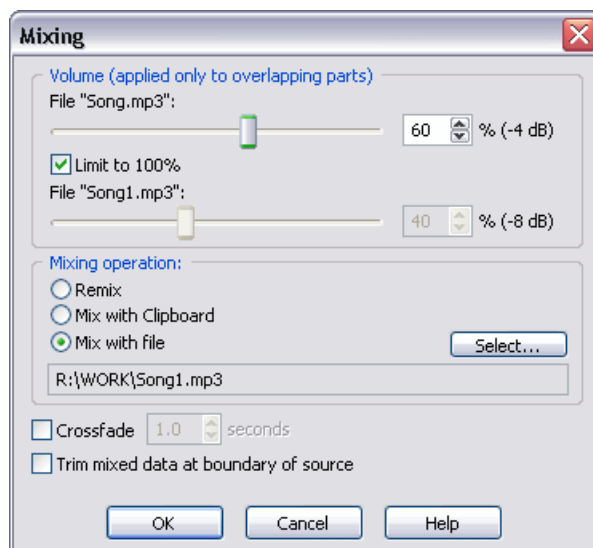 Mixing
Volume (applied only to overlapping parts)
File "Song.mp3":
60 % (-4 dB)
Limit to 100%
File "Song1.mp3":
40 % (-8 dB)
Mixing operation:
Remix
Mix with Clipboard
Mix with file
Select...
R:\WORK\Song1.mp3
Crossfade 1.0 seconds
Trim mixed data at boundary of source
OK Cancel Help